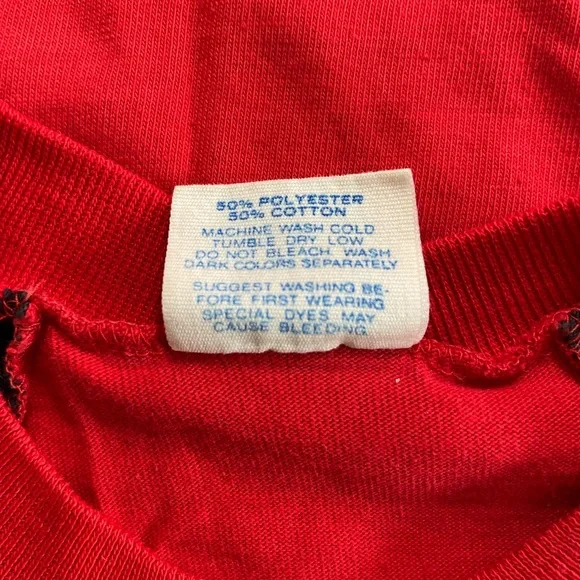 50% POLYESTER
50% COTTON
MACHINE WASH COLD
TUMBLE DRY LOW
DO NOT BLEACH. WASH
DARK COLORS SEPARATELY
SUGGEST WASHING BE-
FORE FIRST WEARING
SPECIAL DYES MAY
CAUSE BLEEDING